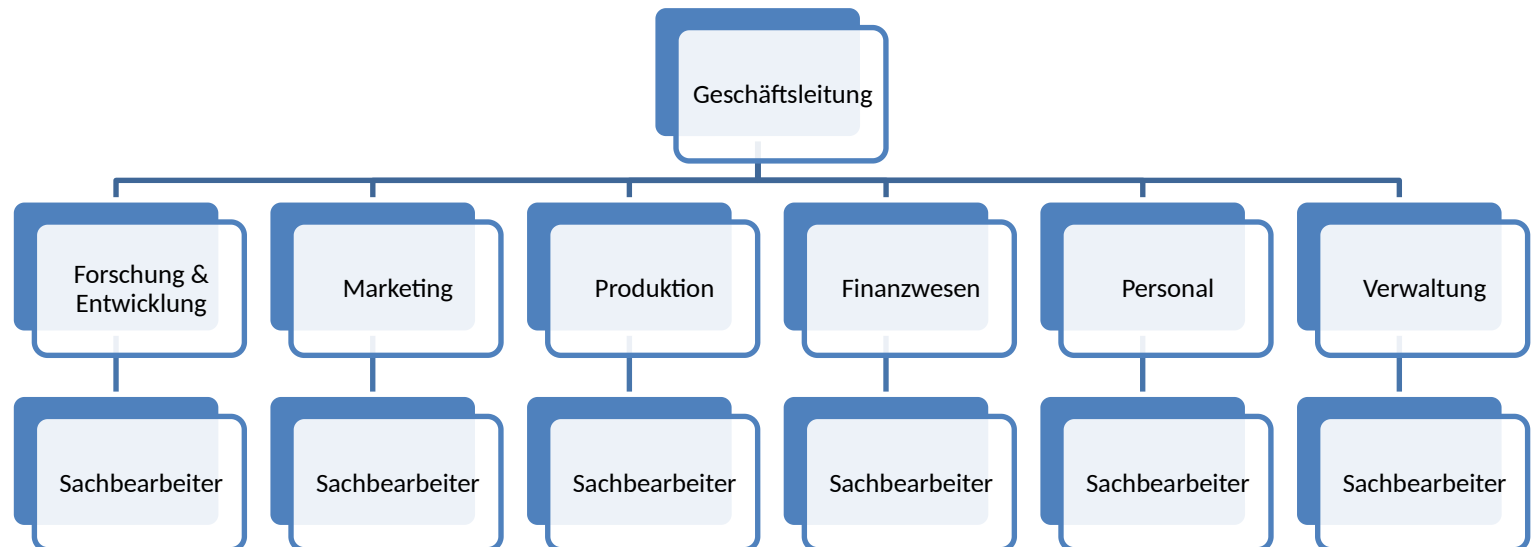 Geschäftsleitung
Forschung &
Entwicklung
Marketing
Produktion
Finanzwesen
Personal
Verwaltung
Sachbearbeiter
Sachbearbeiter
Sachbearbeiter
Sachbearbeiter
Sachbearbeiter
Sachbearbeiter